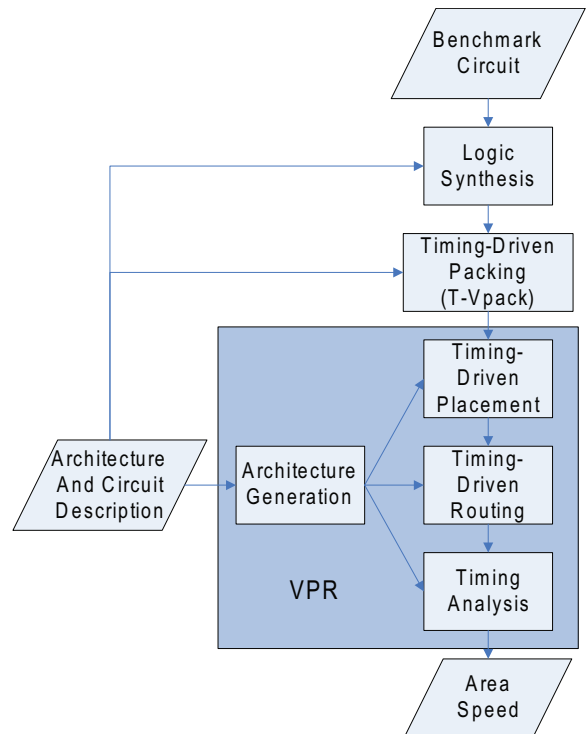 Benchmark
Circuit
Logic
Synthesis
Timing-Driven
Packing
(T-Vpack)
Timing-
Driven
Placement
Architecture
And Circuit
Description
Architecture
Generation
Timing-
Driven
Routing
VPR
Timing
Analysis
Area
Speed